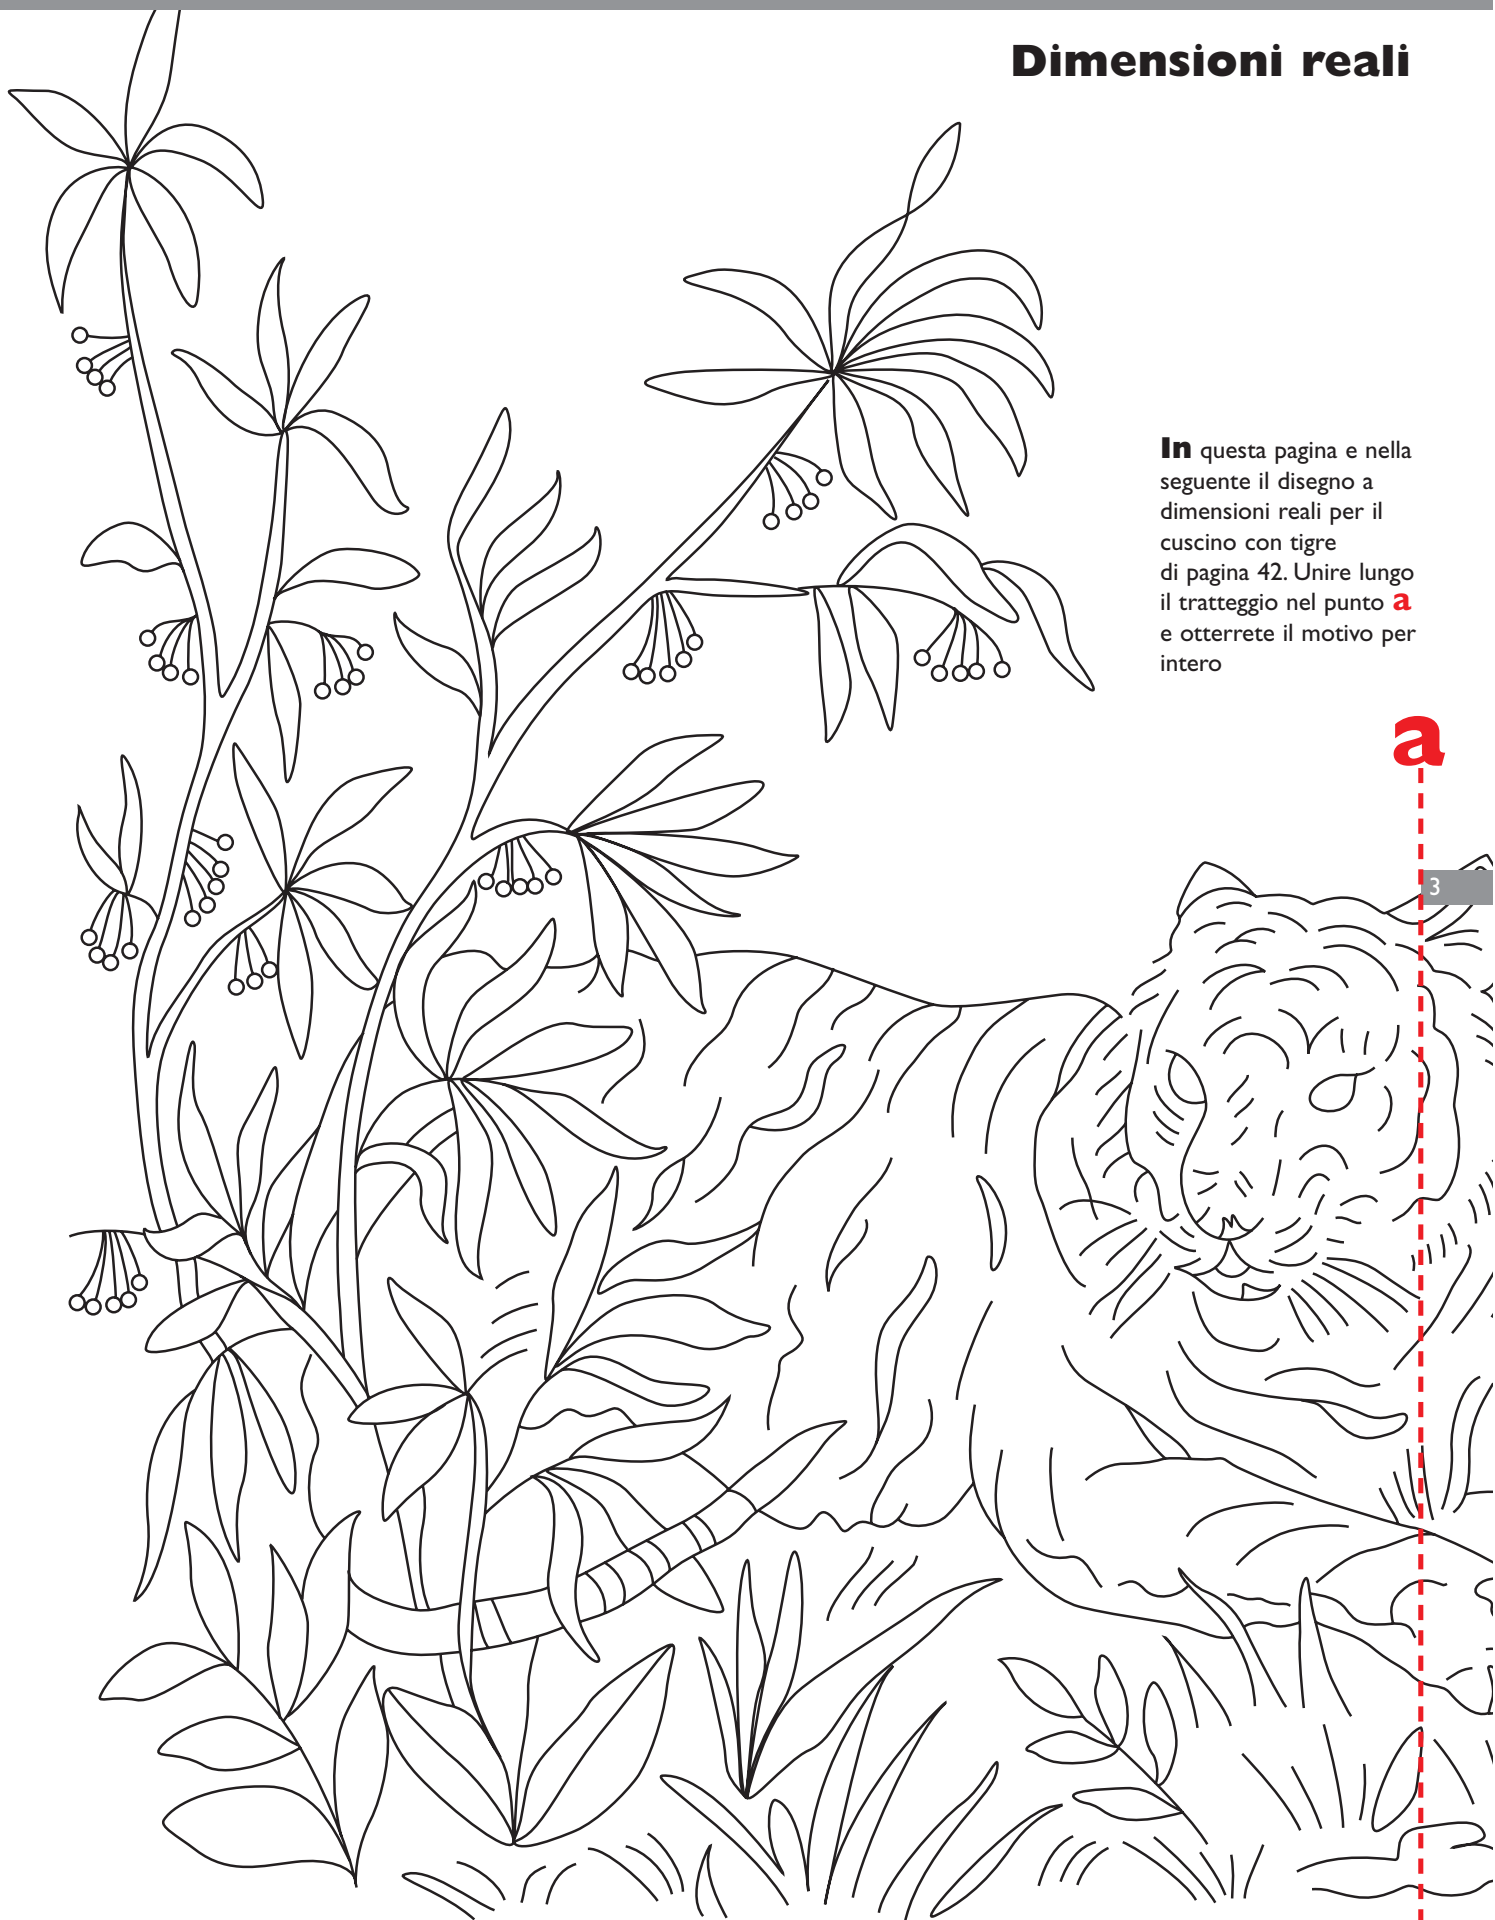 Dimensioni reali
In questa pagina e nella
seguente il disegno a
dimensioni reali per il
cuscino con tigre
di pagina 42. Unire lungo
il tratteggio nel punto a
e otterrete il motivo per
intero
a
3